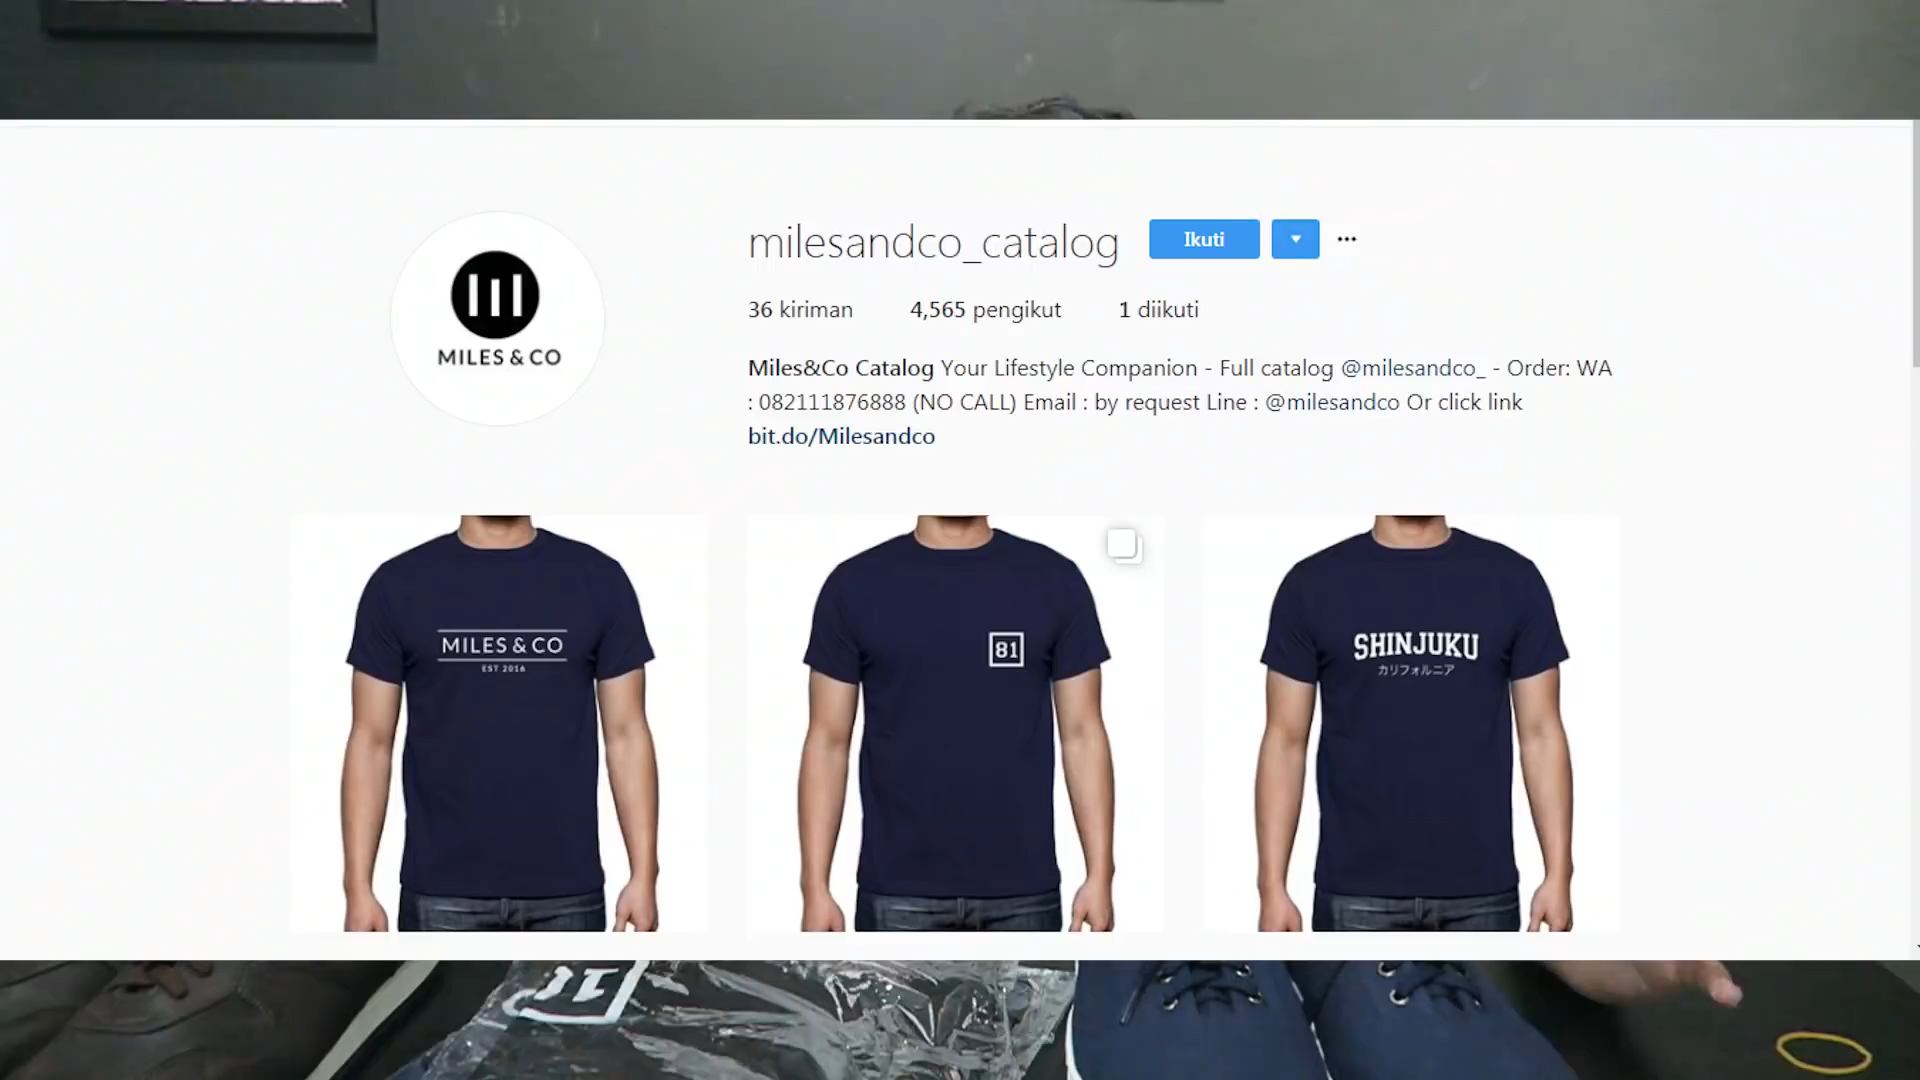 milesandco_catalog
Ikuti
36 kiriman 4,565 pengikut 1 diikuti
MILES & CO
Miles&Co Catalog Your Lifestyle Companion - Full catalog @milesandco_ - Order: WA
: 082111876888 (NO CALL) Email : by request Line : @milesandco Or click link
bit.do/Milesandco
MILES & CO
EST 2016
81
SHINJUKU
カリフォルニア